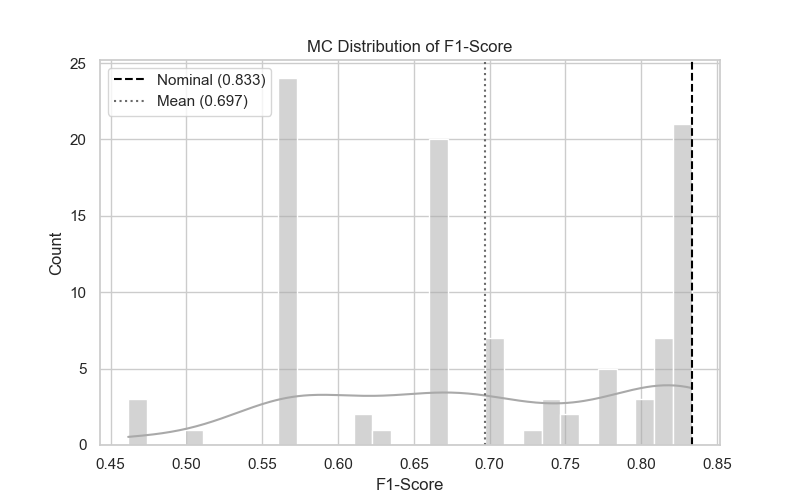 MC Distribution of F1-Score
Nominal (0.833)
Mean (0.697)
Count
25
20
15
10
5
0
0.45 0.50 0.55 0.60 0.65 0.70 0.75 0.80 0.85
F1-Score